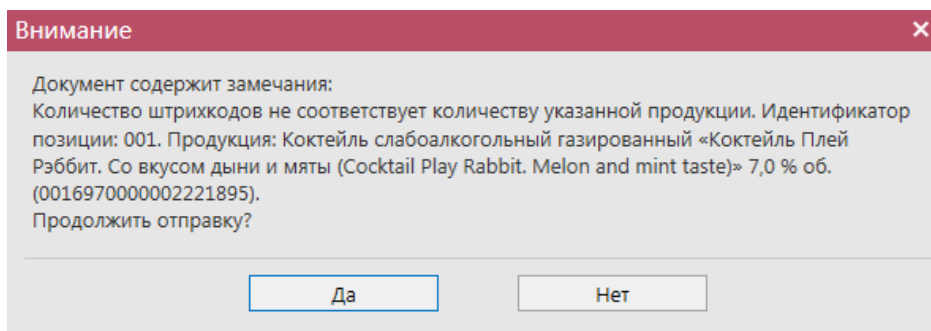 Внимание
Документ содержит замечания:
Количество штрихкодов не соответствует количеству указанной продукции. Идентификатор
позиции: 001. Продукция: Коктейль слабоалкогольный газированный «Коктейль Плей
Рэббит. Со вкусом дыни и мяты (Cocktail Play Rabbit. Melon and mint taste)» 7,0 % об.
(0016970000002221895).
Продолжить отправку?
Да
Нет